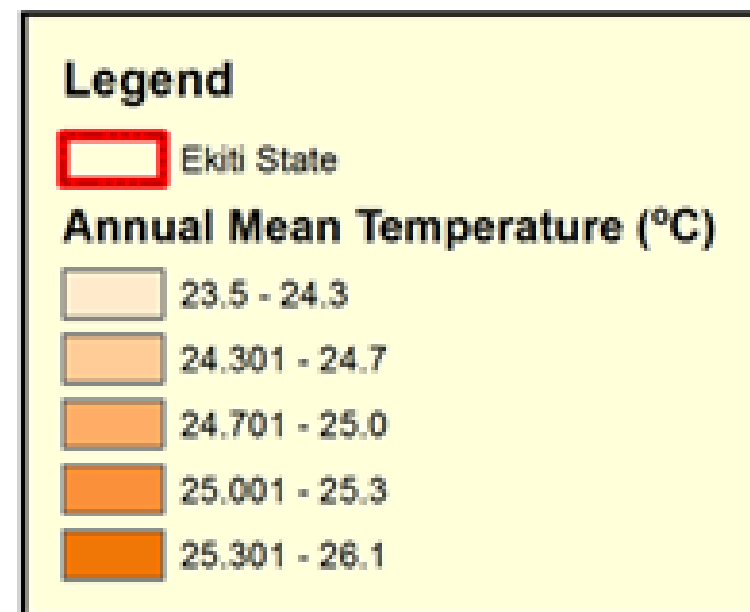 Legend
Ekiti State
Annual Mean Temperature (ºC)
23.5 - 24.3
24.301 - 24.7
24.701 - 25.0
25.001 - 25.3
25.301 - 26.1